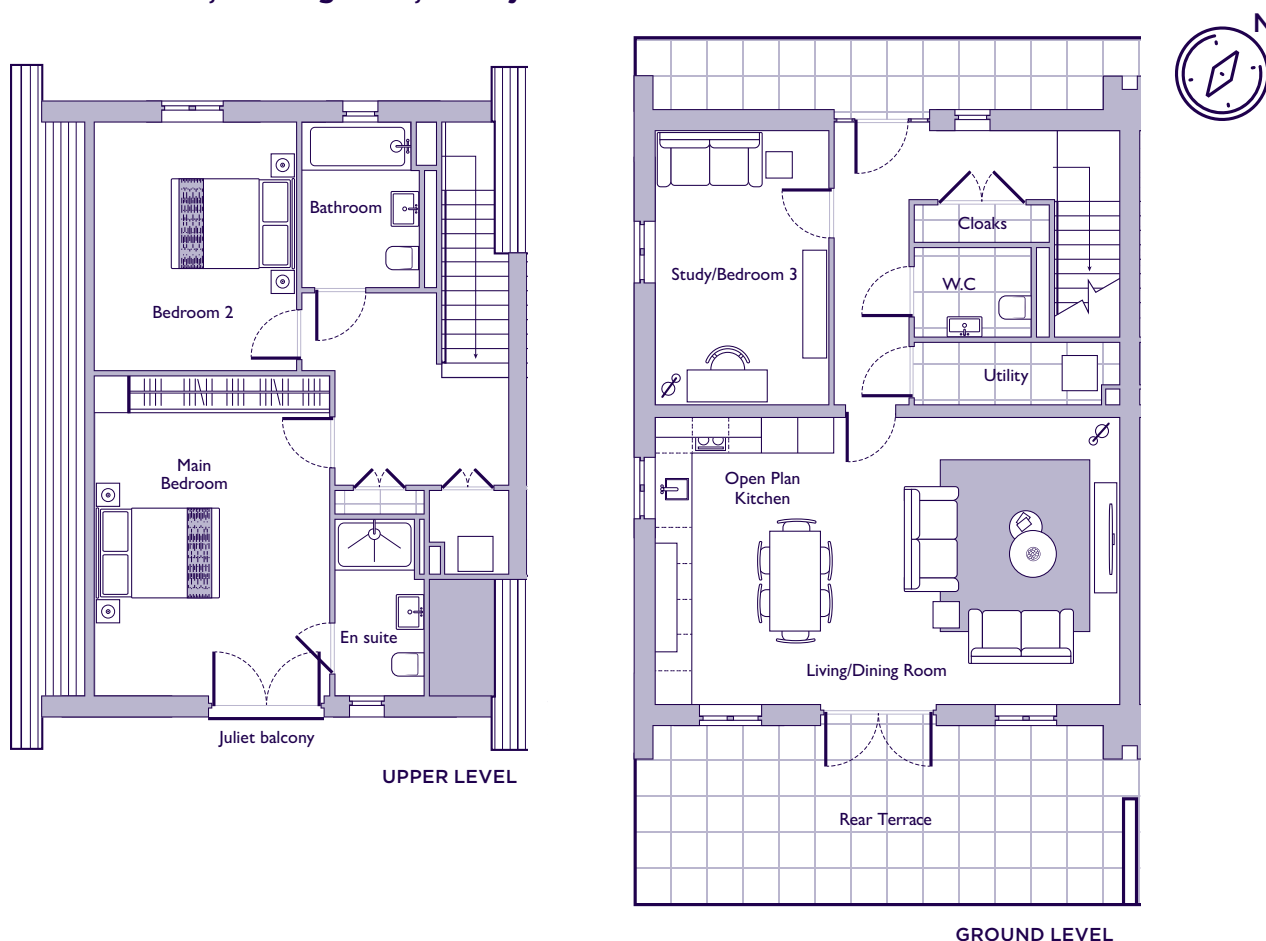 N
Bathroom
Bedroom 2
Main
Bedroom
En suite
Juliet balcony
UPPER LEVEL
Cloaks
Study/Bedroom 3
W.C
Utility
Open Plan
Kitchen
Living/Dining Room
Rear Terrace
GROUND LEVEL